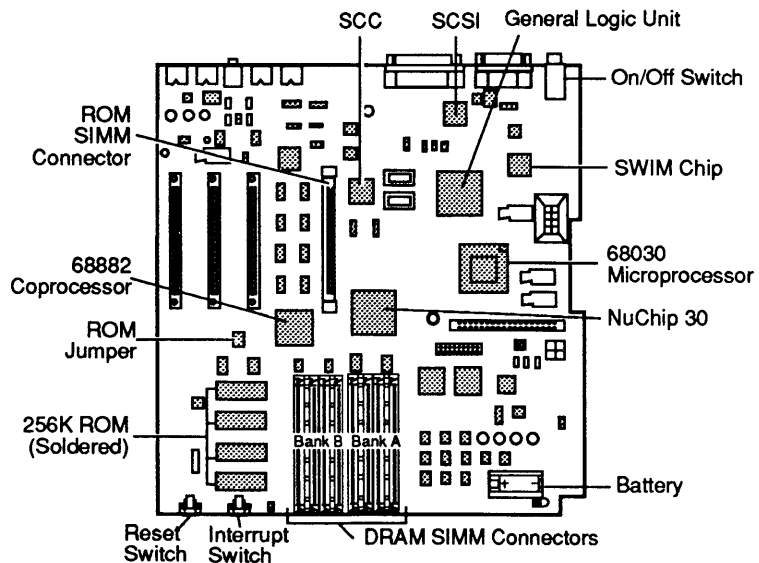 SCC
SCSI
General Logic Unit
On/Off Switch
ROM
SIMM
Connector
SWIM Chip
68882
Coprocessor
68030
Microprocessor
ROM
Jumper
NuChip 30
256K ROM
(Soldered)
Bank B
Bank A
Battery
Reset
Switch
Interrupt
Switch
DRAM SIMM Connectors